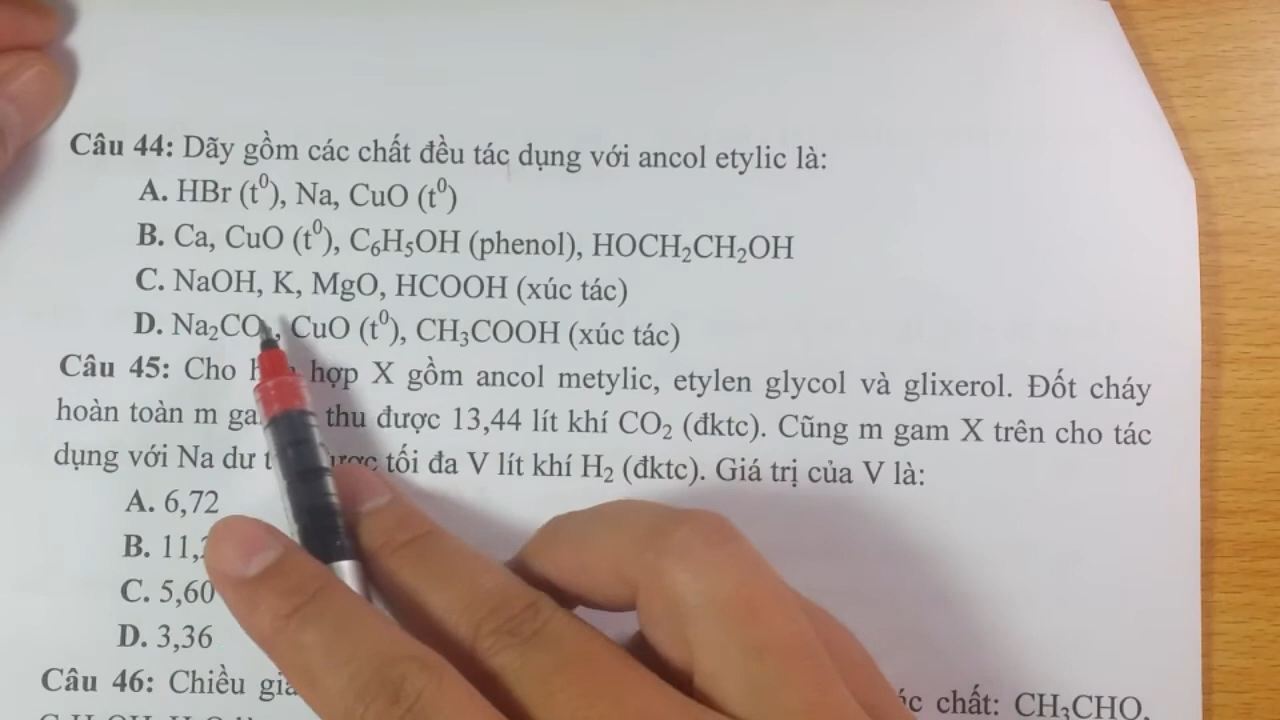 Câu 44: Dãy gồm các chất đều tác dụng với ancol etylic là:
A. HBr (t⁰), Na, CuO (t⁰)
B. Ca, CuO (t⁰), C₆H₅OH (phenol), HOCH₂CH₂OH
C. NaOH, K, MgO, HCOOH (xúc tác)
D. Na₂CO , CuO (t⁰), CH₃COOH (xúc tác)
Câu 45: Cho hợp X gồm ancol metylic, etylen glycol và glixerol. Đốt cháy
hoàn toàn m thu được 13,44 lít khí CO₂ (đktc). Cũng m gam X trên cho tác
dụng với Na dư tối đa V lít khí H₂ (đktc). Giá trị của V là:
A. 6,72
B. 11,
C. 5,60
D. 3,36
Câu 46: Chiều chất: CH₃CHO,